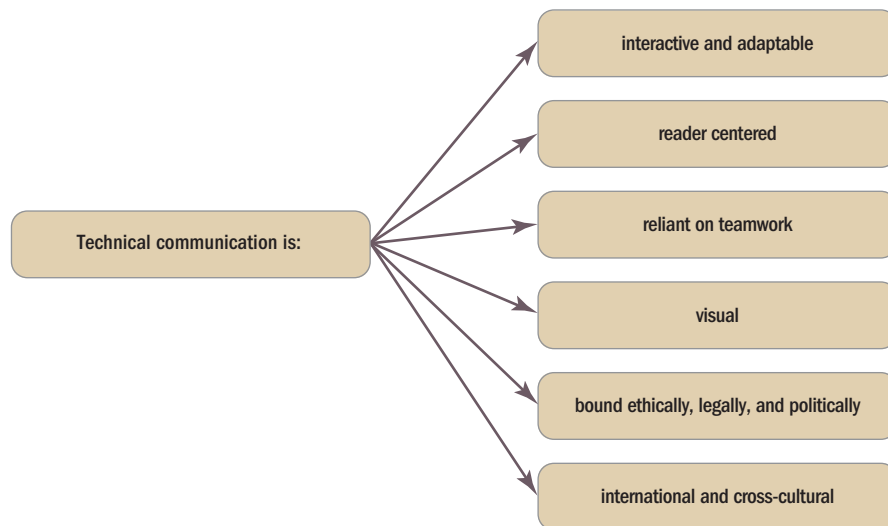 Technical communication is:
interactive and adaptable
reader centered
reliant on teamwork
visual
bound ethically, legally, and politically
international and cross-cultural